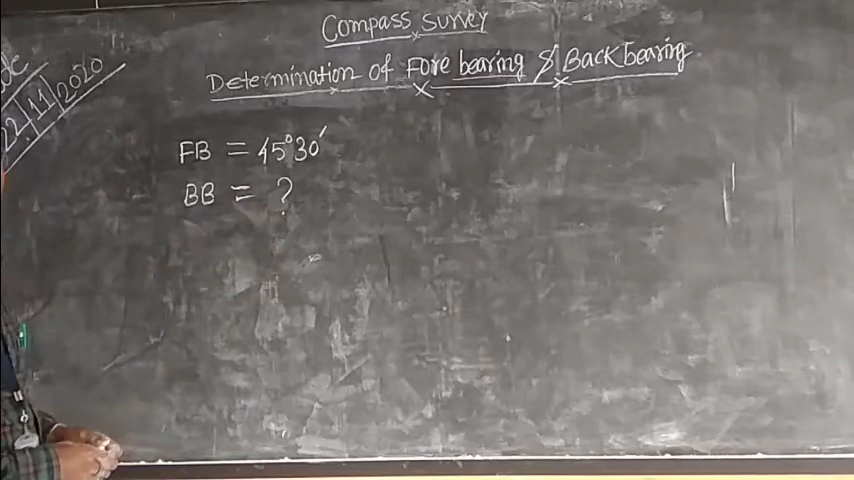 Compass survey
Determination of Fore bearing & Back bearing.
22/11/2020
FB = 45°30′
BB = ?